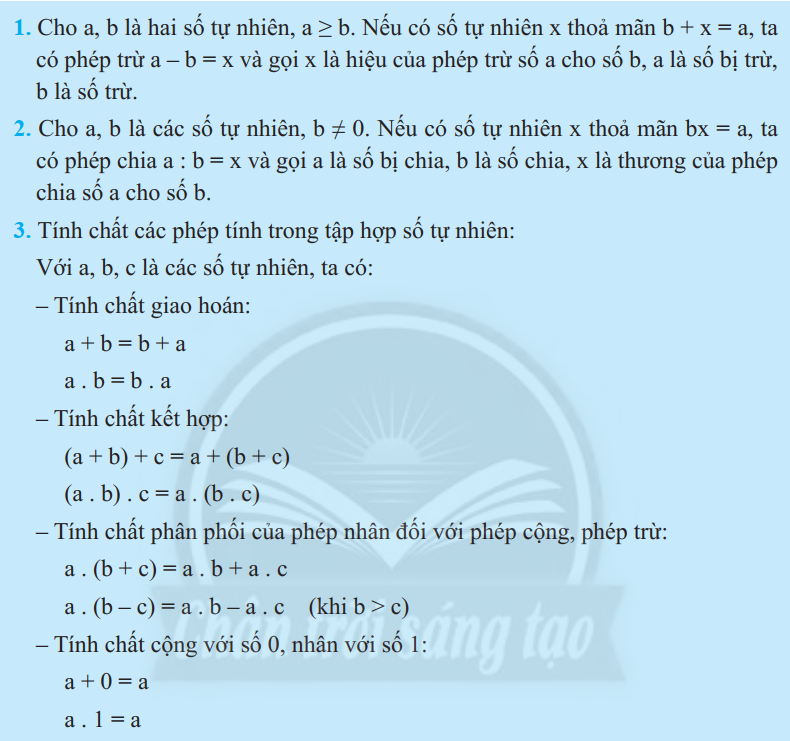 1. Cho a, b là hai số tự nhiên, a ≥ b. Nếu có số tự nhiên x thoả mãn b + x = a, ta
có phép trừ a – b = x và gọi x là hiệu của phép trừ số a cho số b, a là số bị trừ,
b là số trừ.
2. Cho a, b là các số tự nhiên, b ≠ 0. Nếu có số tự nhiên x thoả mãn bx = a, ta
có phép chia a : b = x và gọi a là số bị chia, b là số chia, x là thương của phép
chia số a cho số b.
3. Tính chất các phép tính trong tập hợp số tự nhiên:
Với a, b, c là các số tự nhiên, ta có:
– Tính chất giao hoán:
a + b = b + a
a . b = b . a
– Tính chất kết hợp:
(a + b) + c = a + (b + c)
(a . b) . c = a . (b . c)
– Tính chất phân phối của phép nhân đối với phép cộng, phép trừ:
a . (b + c) = a . b + a . c
a . (b – c) = a . b – a . c (khi b > c)
Chân trời sáng tạo
– Tính chất cộng với số 0, nhân với số 1:
a + 0 = a
a . 1 = a